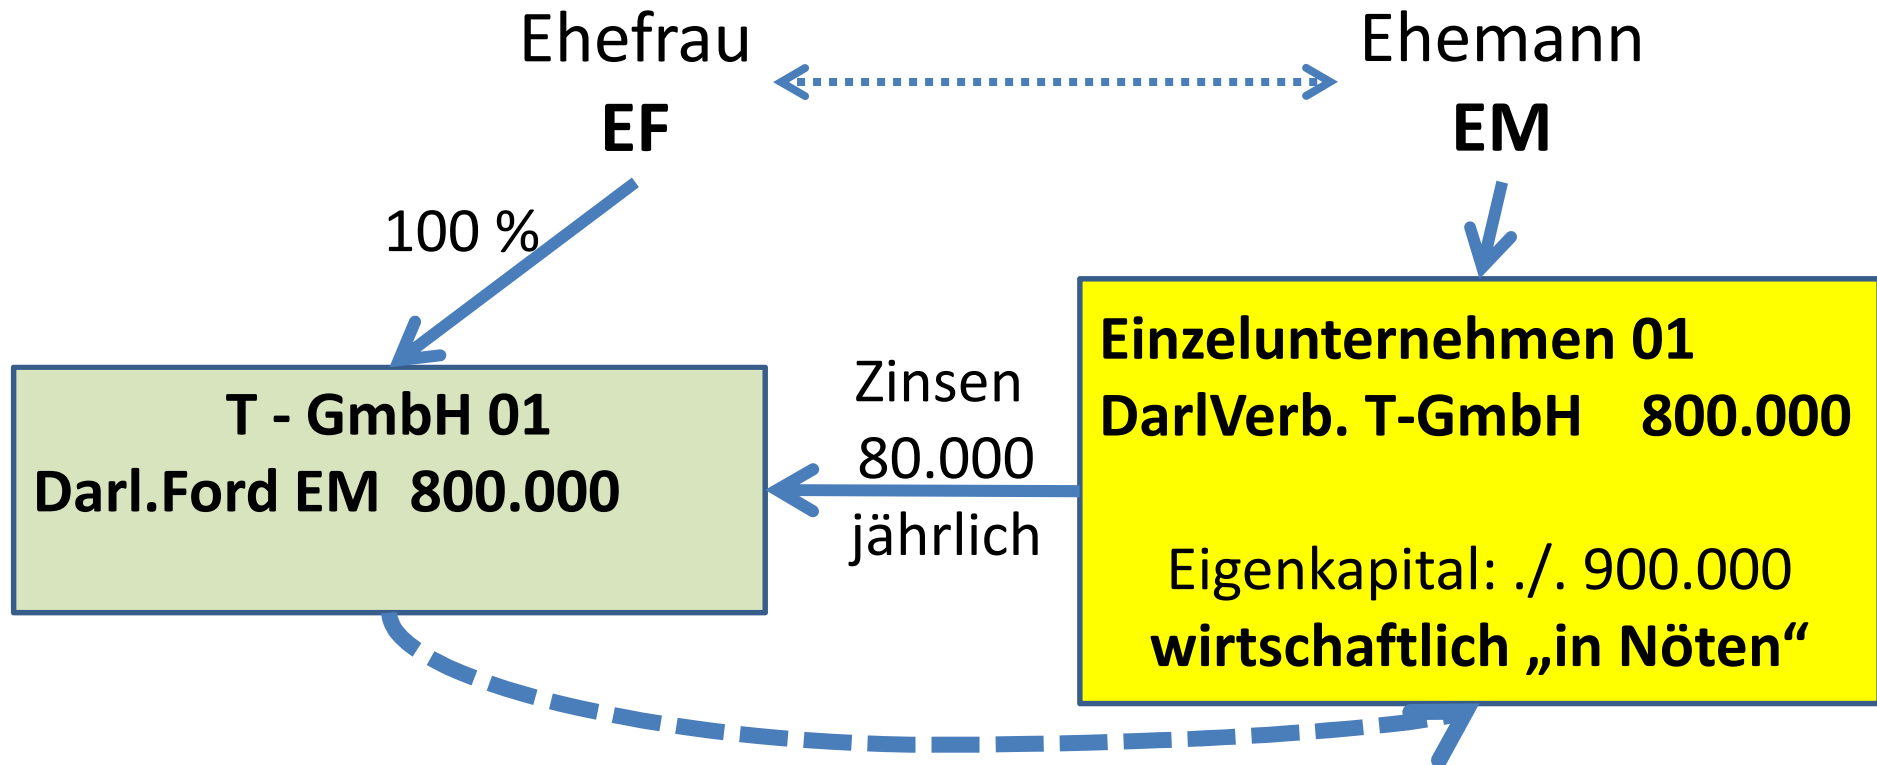 Ehefrau
EF
Ehemann
EM
100 %
T - GmbH 01
Darl.Ford EM 800.000
Zinsen
80.000
jährlich
Einzelunternehmen 01
DarlVerb. T-GmbH 800.000
Eigenkapital: ./. 900.000
wirtschaftlich „in Nöten“